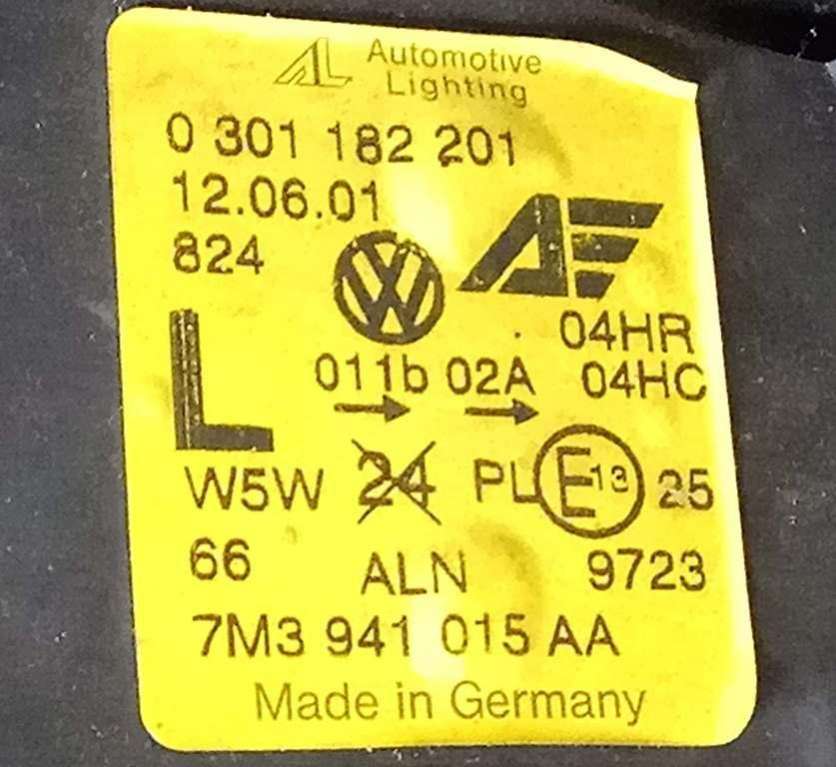 AL Automotive
Lighting
0 301 182 201
12.06.01
824
04HR
L 011b 02A 04HC
W5W 24 PL E13 25
66 ALN 9723
7M3 941 015 AA
Made in Germany